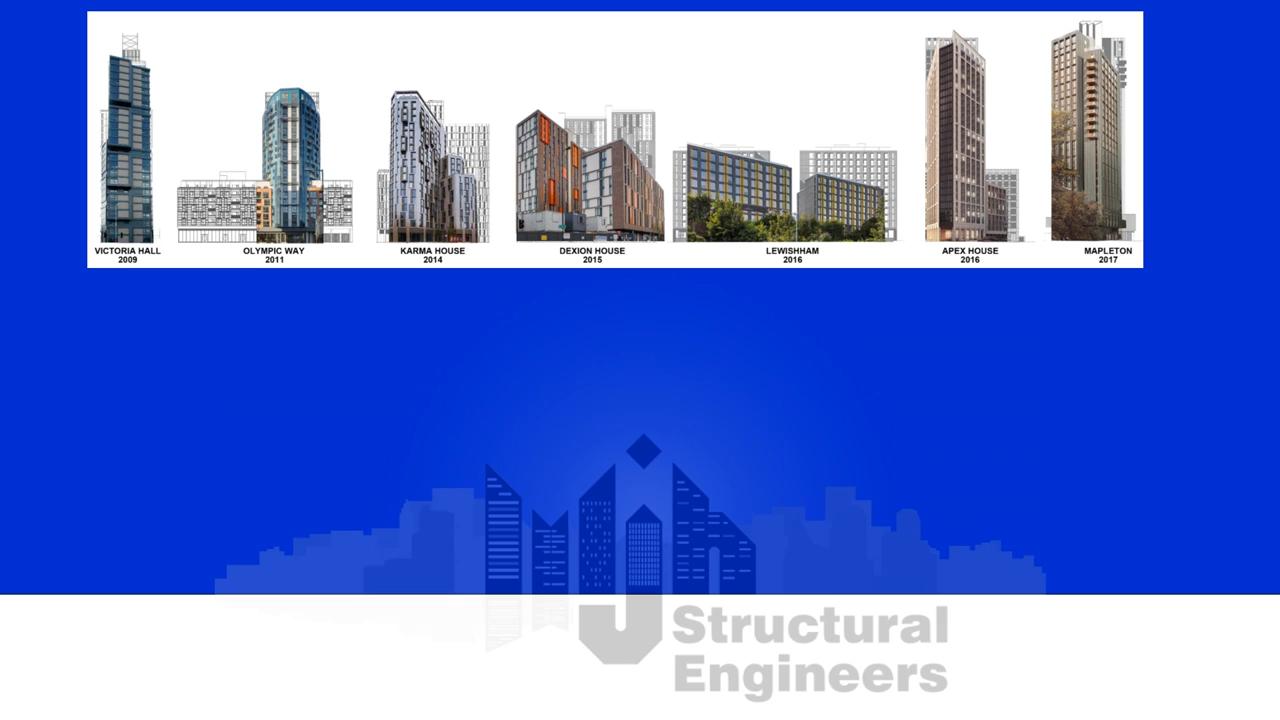 VICTORIA HALL
2009
OLYMPIC WAY
2011
KARMA HOUSE
2014
DEXION HOUSE
2015
LEWISHHAM
2016
APEX HOUSE
2016
MAPLETON
2017
Structural
Engineers